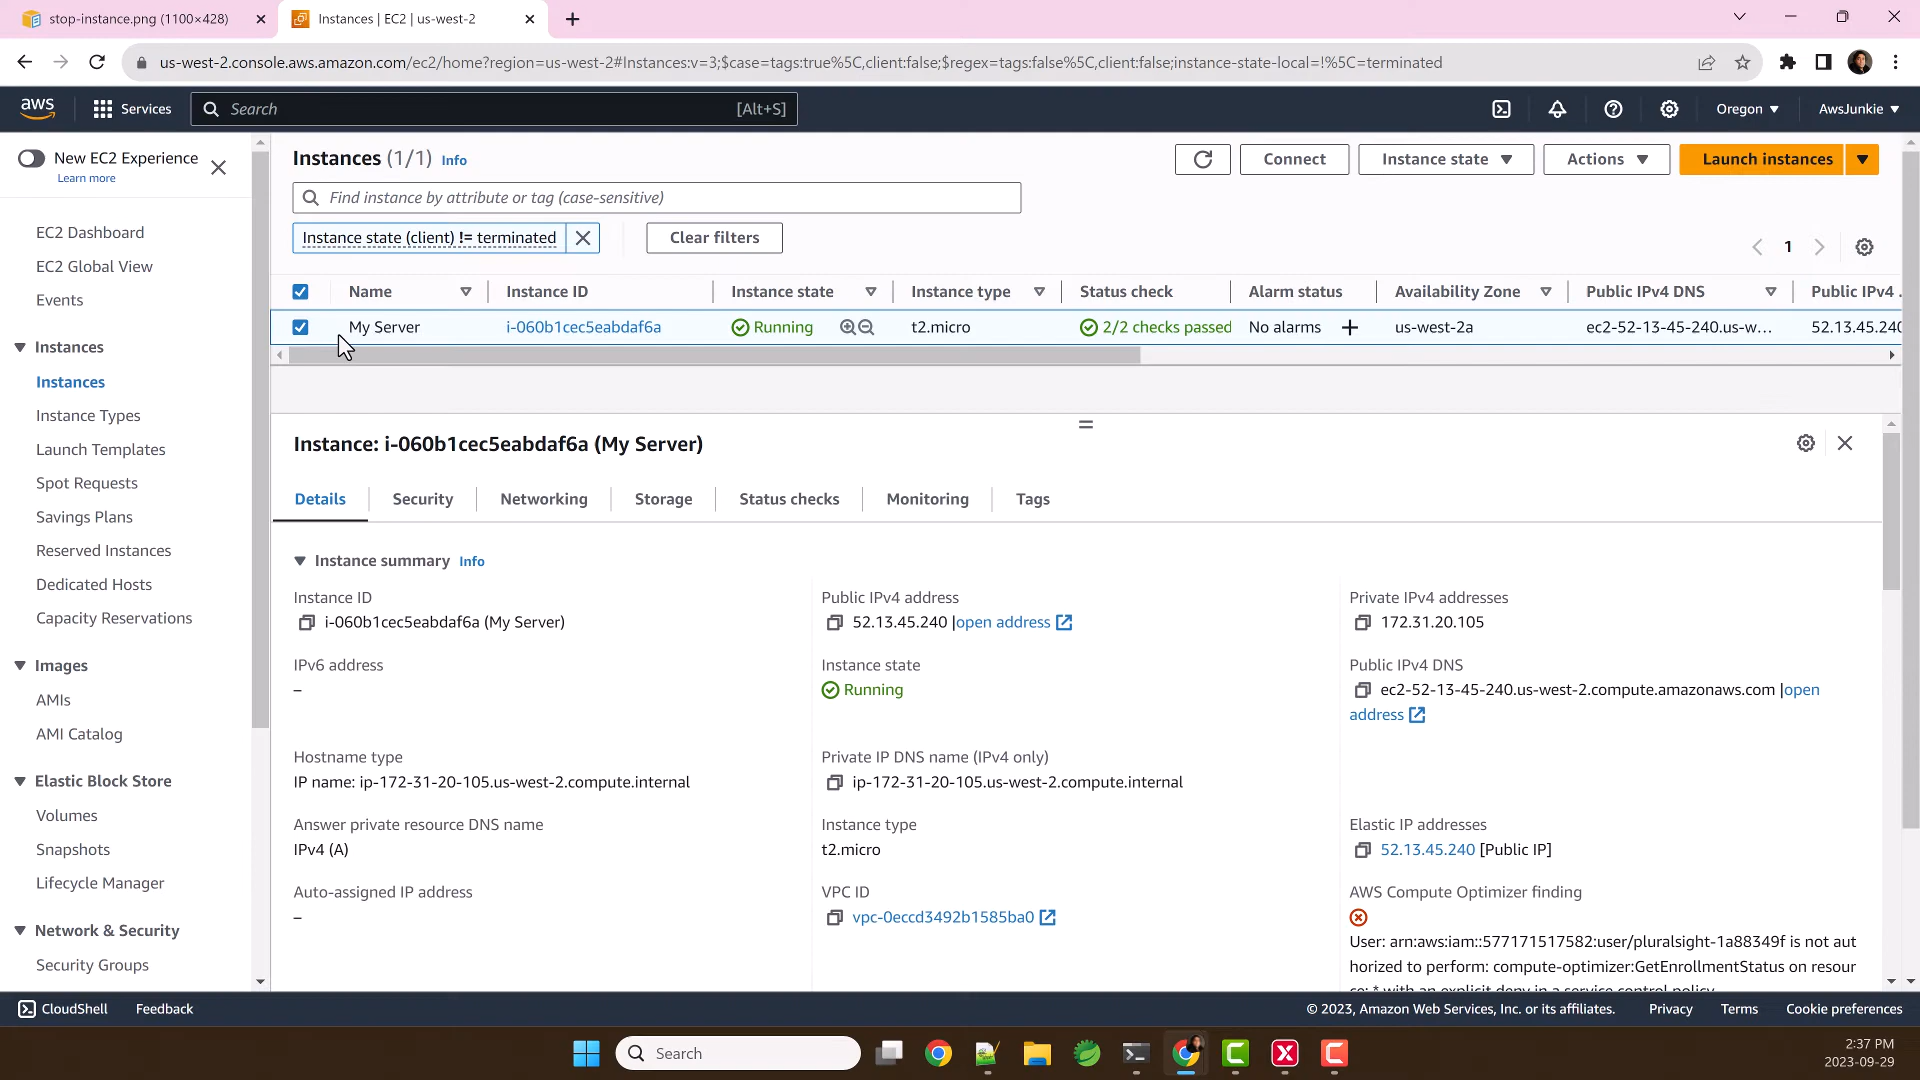 stop-instance.png (1100×428)
Instances | EC2 | us-west-2
us-west-2.console.aws.amazon.com/ec2/home?region=us-west-2#Instances:v=3;$case=tags:true%5C,client:false;$regex=tags:false%5C,client:false;instance-state-local=!%5C=terminated
aws
Services
Search
[Alt+S]
Oregon
AwsJunkie
New EC2 Experience
Learn more
EC2 Dashboard
EC2 Global View
Events
Instances
Instances
Instance Types
Launch Templates
Spot Requests
Savings Plans
Reserved Instances
Dedicated Hosts
Capacity Reservations
Images
AMIs
AMI Catalog
Elastic Block Store
Volumes
Snapshots
Lifecycle Manager
Network & Security
Security Groups
Instances (1/1) Info
Connect
Instance state
Actions
Launch instances
Find instance by attribute or tag (case-sensitive)
Instance state (client) != terminated
Clear filters
1
Name Instance ID Instance state Instance type Status check Alarm status Availability Zone Public IPv4 DNS Public IPv4 .
My Server i-060b1cec5eabdaf6a Running t2.micro 2/2 checks passed No alarms + us-west-2a ec2-52-13-45-240.us-w... 52.13.45.240
Instance: i-060b1cec5eabdaf6a (My Server)
Details Security Networking Storage Status checks Monitoring Tags
Instance summary Info
Instance ID
i-060b1cec5eabdaf6a (My Server)
Public IPv4 address
52.13.45.240 |open address
Private IPv4 addresses
172.31.20.105
IPv6 address
–
Instance state
Running
Public IPv4 DNS
ec2-52-13-45-240.us-west-2.compute.amazonaws.com |open
address
Hostname type
IP name: ip-172-31-20-105.us-west-2.compute.internal
Private IP DNS name (IPv4 only)
ip-172-31-20-105.us-west-2.compute.internal
Answer private resource DNS name
IPv4 (A)
Instance type
t2.micro
Elastic IP addresses
52.13.45.240 [Public IP]
Auto-assigned IP address
–
VPC ID
vpc-0eccd3492b1585ba0
AWS Compute Optimizer finding
User: arn:aws:iam::577171517582:user/pluralsight-1a88349f is not aut
horized to perform: compute-optimizer:GetEnrollmentStatus on resour
ce: * with an explicit deny in a service control policy
CloudShell
Feedback
© 2023, Amazon Web Services, Inc. or its affiliates.
Privacy
Terms
Cookie preferences
Search
2:37 PM
2023-09-29